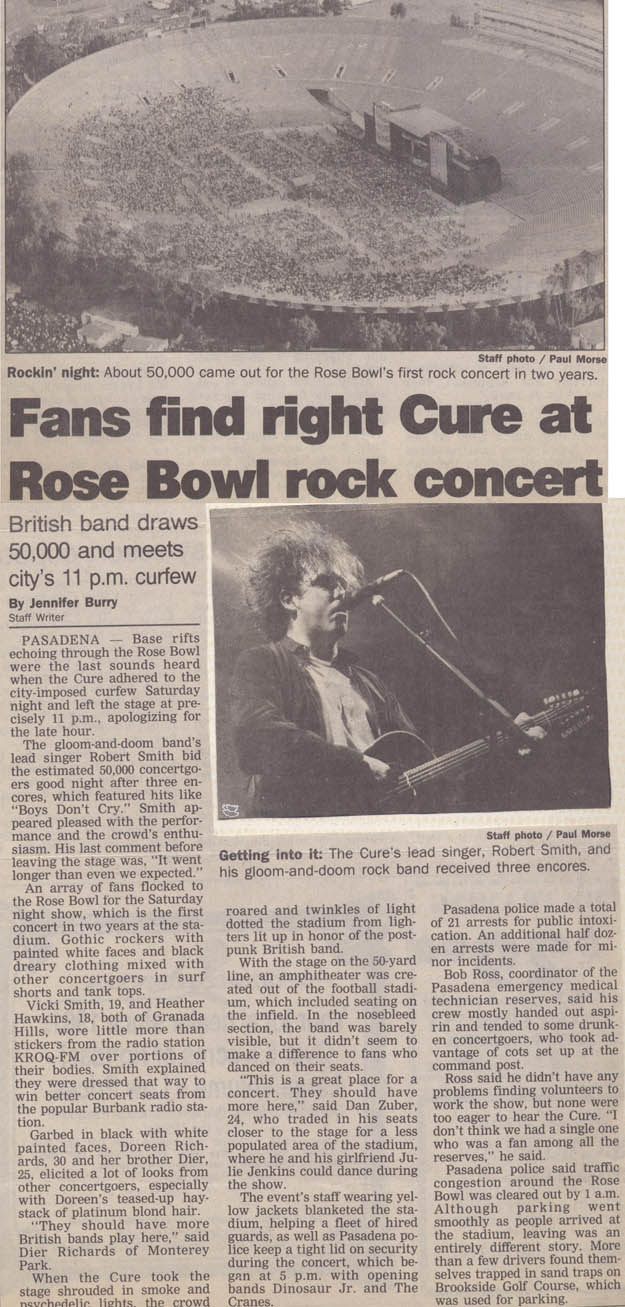 Staff photo / Paul Morse
Rockin' night: About 50,000 came out for the Rose Bowl's first rock concert in two years.
Fans find right Cure at
Rose Bowl rock concert
British band draws
50,000 and meets
city's 11 p.m. curfew
By Jennifer Burry
Staff Writer
PASADENA — Base rifts
echoing through the Rose Bowl
were the last sounds heard
when the Cure adhered to the
city-imposed curfew Saturday
night and left the stage at pre-
cisely 11 p.m., apologizing for
the late hour.
The gloom-and-doom band's
lead singer Robert Smith bid
the estimated 50,000 concertgo-
ers good night after three en-
cores, which featured hits like
"Boys Don't Cry." Smith ap-
peared pleased with the perfor-
mance and the crowd's enthu-
siasm. His last comment before
leaving the stage was, "It went
longer than even we expected."
An array of fans flocked to
the Rose Bowl for the Saturday
night show, which is the first
concert in two years at the sta-
dium. Gothic rockers with
painted white faces and black
dreary clothing mixed with
other concertgoers in surf
shorts and tank tops.
Vicki Smith, 19, and Heather
Hawkins, 18, both of Granada
Hills, wore little more than
stickers from the radio station
KROQ-FM over portions of
their bodies. Smith explained
they were dressed that way to
win better concert seats from
the popular Burbank radio sta-
tion.
Garbed in black with white
painted faces, Doreen Rich-
ards, 30 and her brother Dier,
25, elicited a lot of looks from
other concertgoers, especially
with Doreen's teased-up hay-
stack of platinum blond hair.
"They should have more
British bands play here," said
Dier Richards of Monterey
Park.
When the Cure took the
stage shrouded in smoke and
psychedelic lights, the crowd
Staff photo / Paul Morse
Getting into it: The Cure's lead singer, Robert Smith, and
his gloom-and-doom rock band received three encores.
roared and twinkles of light
dotted the stadium from ligh-
ters lit up in honor of the post-
punk British band.
With the stage on the 50-yard
line, an amphitheater was cre-
ated out of the football stadi-
um, which included seating on
the infield. In the nosebleed
section, the band was barely
visible, but it didn't seem to
make a difference to fans who
danced on their seats.
"This is a great place for a
concert. They should have
more here," said Dan Zuber,
24, who traded in his seats
closer to the stage for a less
populated area of the stadium,
where he and his girlfriend Ju-
lie Jenkins could dance during
the show.
The event's staff wearing yel-
low jackets blanketed the sta-
dium, helping a fleet of hired
guards, as well as Pasadena po-
lice keep a tight lid on security
during the concert, which be-
gan at 5 p.m. with opening
bands Dinosaur Jr. and The
Cranes.
Pasadena police made a total
of 21 arrests for public intoxi-
cation. An additional half doz-
en arrests were made for mi-
nor incidents.
Bob Ross, coordinator of the
Pasadena emergency medical
technician reserves, said his
crew mostly handed out aspi-
rin and tended to some drunk-
en concertgoers, who took ad-
vantage of cots set up at the
command post.
Ross said he didn't have any
problems finding volunteers to
work the show, but none were
too eager to hear the Cure. "I
don't think we had a single one
who was a fan among all the
reserves," he said.
Pasadena police said traffic
congestion around the Rose
Bowl was cleared out by 1 a.m.
Although parking went
smoothly as people arrived at
the stadium, leaving was an
entirely different story. More
than a few drivers found them-
selves trapped in sand traps on
Brookside Golf Course, which
was used for parking.